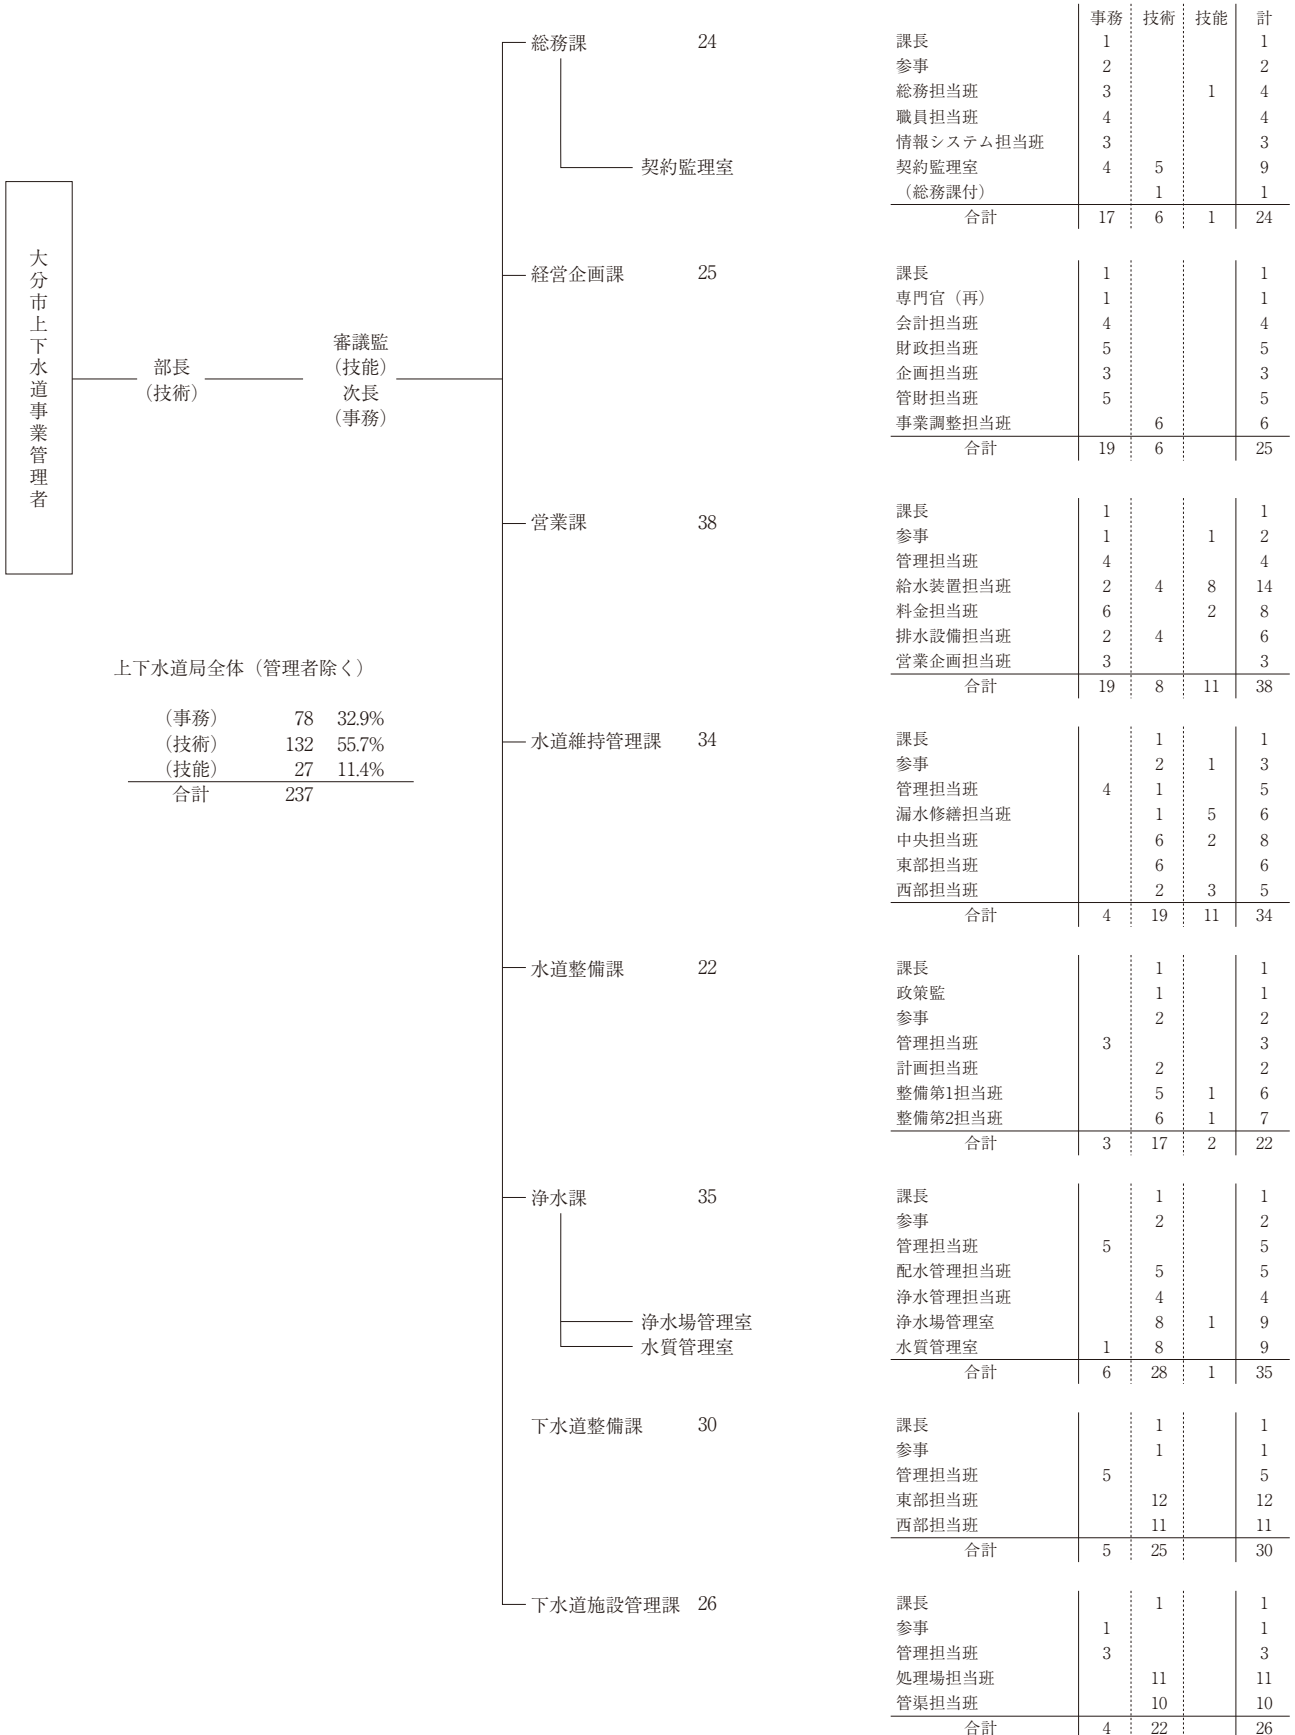 大分市上下水道事業管理者
部長
（技術）
審議監
（技能）
次長
（事務）
上下水道局全体（管理者除く）
（事務） 78 32.9%
（技術） 132 55.7%
（技能） 27 11.4%
合計 237
事務 技術 技能 計
総務課 24
契約監理室
課長 1 1
参事 2 2
総務担当班 3 1 4
職員担当班 4 4
情報システム担当班 3 3
契約監理室 4 5 9
（総務課付） 1 1
合計 17 6 1 24
経営企画課 25
課長 1 1
専門官（再） 1 1
会計担当班 4 4
財政担当班 5 5
企画担当班 3 3
管財担当班 5 5
事業調整担当班 6 6
合計 19 6 25
営業課 38
課長 1 1
参事 1 1 2
管理担当班 4 4
給水装置担当班 2 4 8 14
料金担当班 6 2 8
排水設備担当班 2 4 6
営業企画担当班 3 3
合計 19 8 11 38
水道維持管理課 34
課長 1 1
参事 2 1 3
管理担当班 4 1 5
漏水修繕担当班 1 5 6
中央担当班 6 2 8
東部担当班 6 6
西部担当班 2 3 5
合計 4 19 11 34
水道整備課 22
課長 1 1
政策監 1 1
参事 2 2
管理担当班 3 3
計画担当班 2 2
整備第1担当班 5 1 6
整備第2担当班 6 1 7
合計 3 17 2 22
浄水課 35
浄水場管理室
水質管理室
課長 1 1
参事 2 2
管理担当班 5 5
配水管理担当班 5 5
浄水管理担当班 4 4
浄水場管理室 8 1 9
水質管理室 1 8 9
合計 6 28 1 35
下水道整備課 30
課長 1 1
参事 1 1
管理担当班 5 5
東部担当班 12 12
西部担当班 11 11
合計 5 25 30
下水道施設管理課 26
課長 1 1
参事 1 1
管理担当班 3 3
処理場担当班 11 11
管渠担当班 10 10
合計 4 22 26